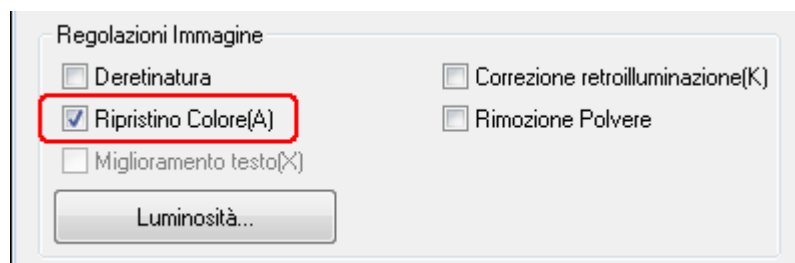 Regolazioni Immagine
Deretinatura
Correzione retroilluminazione(K)
Ripristino Colore(A)
Rimozione Polvere
Miglioramento testo(X)
Luminosità...